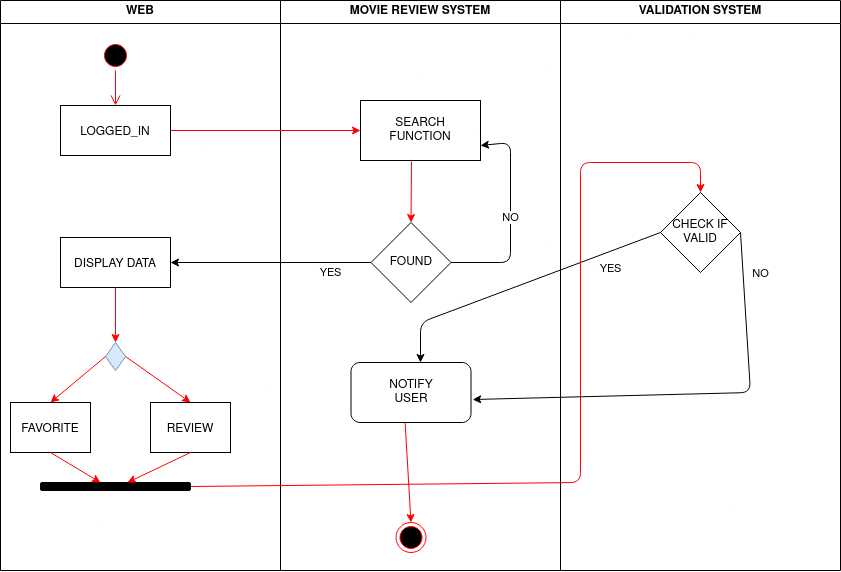 WEB
MOVIE REVIEW SYSTEM
VALIDATION SYSTEM
LOGGED_IN
SEARCH
FUNCTION
NO
CHECK IF
VALID
DISPLAY DATA
YES
FOUND
YES
NO
NOTIFY
USER
FAVORITE
REVIEW